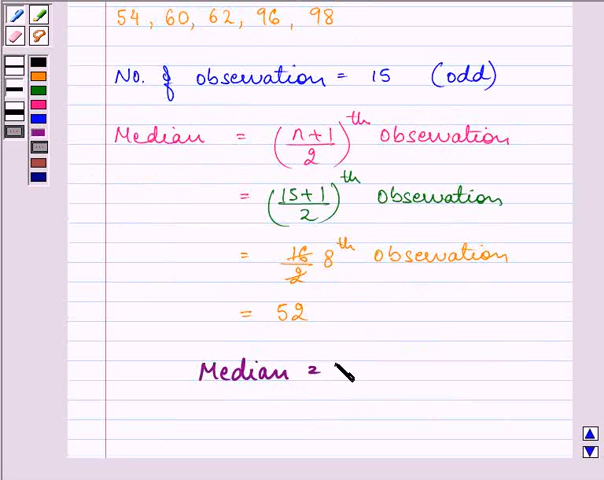 54, 60, 62, 96, 98
No. of observation = 15 (odd)
Median = (n+1/2)th observation
= (15+1/2)th observation
= 16/2 8th observation
= 52
Median =